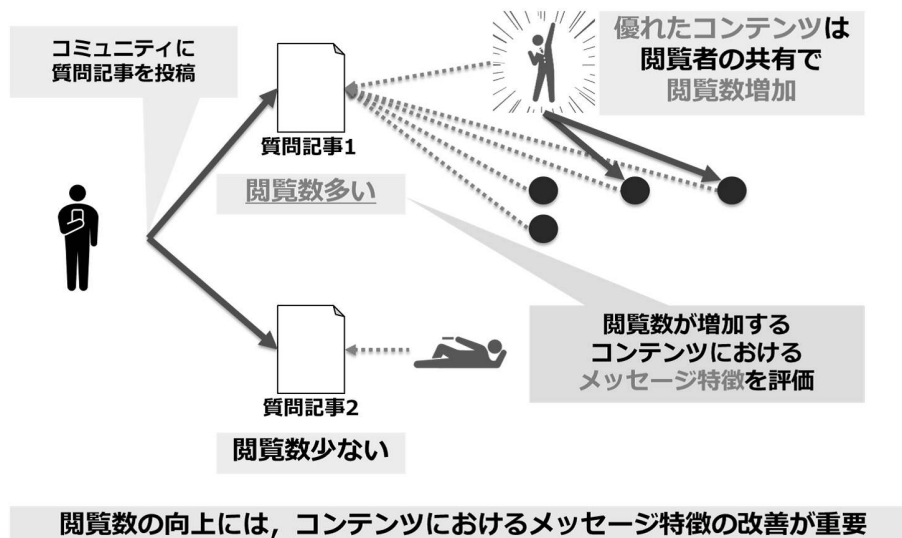 コミュニティに
質問記事を投稿
質問記事1
閲覧数多い
優れたコンテンツは
閲覧者の共有で
閲覧数増加
質問記事2
閲覧数少ない
閲覧数が増加する
コンテンツにおける
メッセージ特徴を評価
閲覧数の向上には，コンテンツにおけるメッセージ特徴の改善が重要